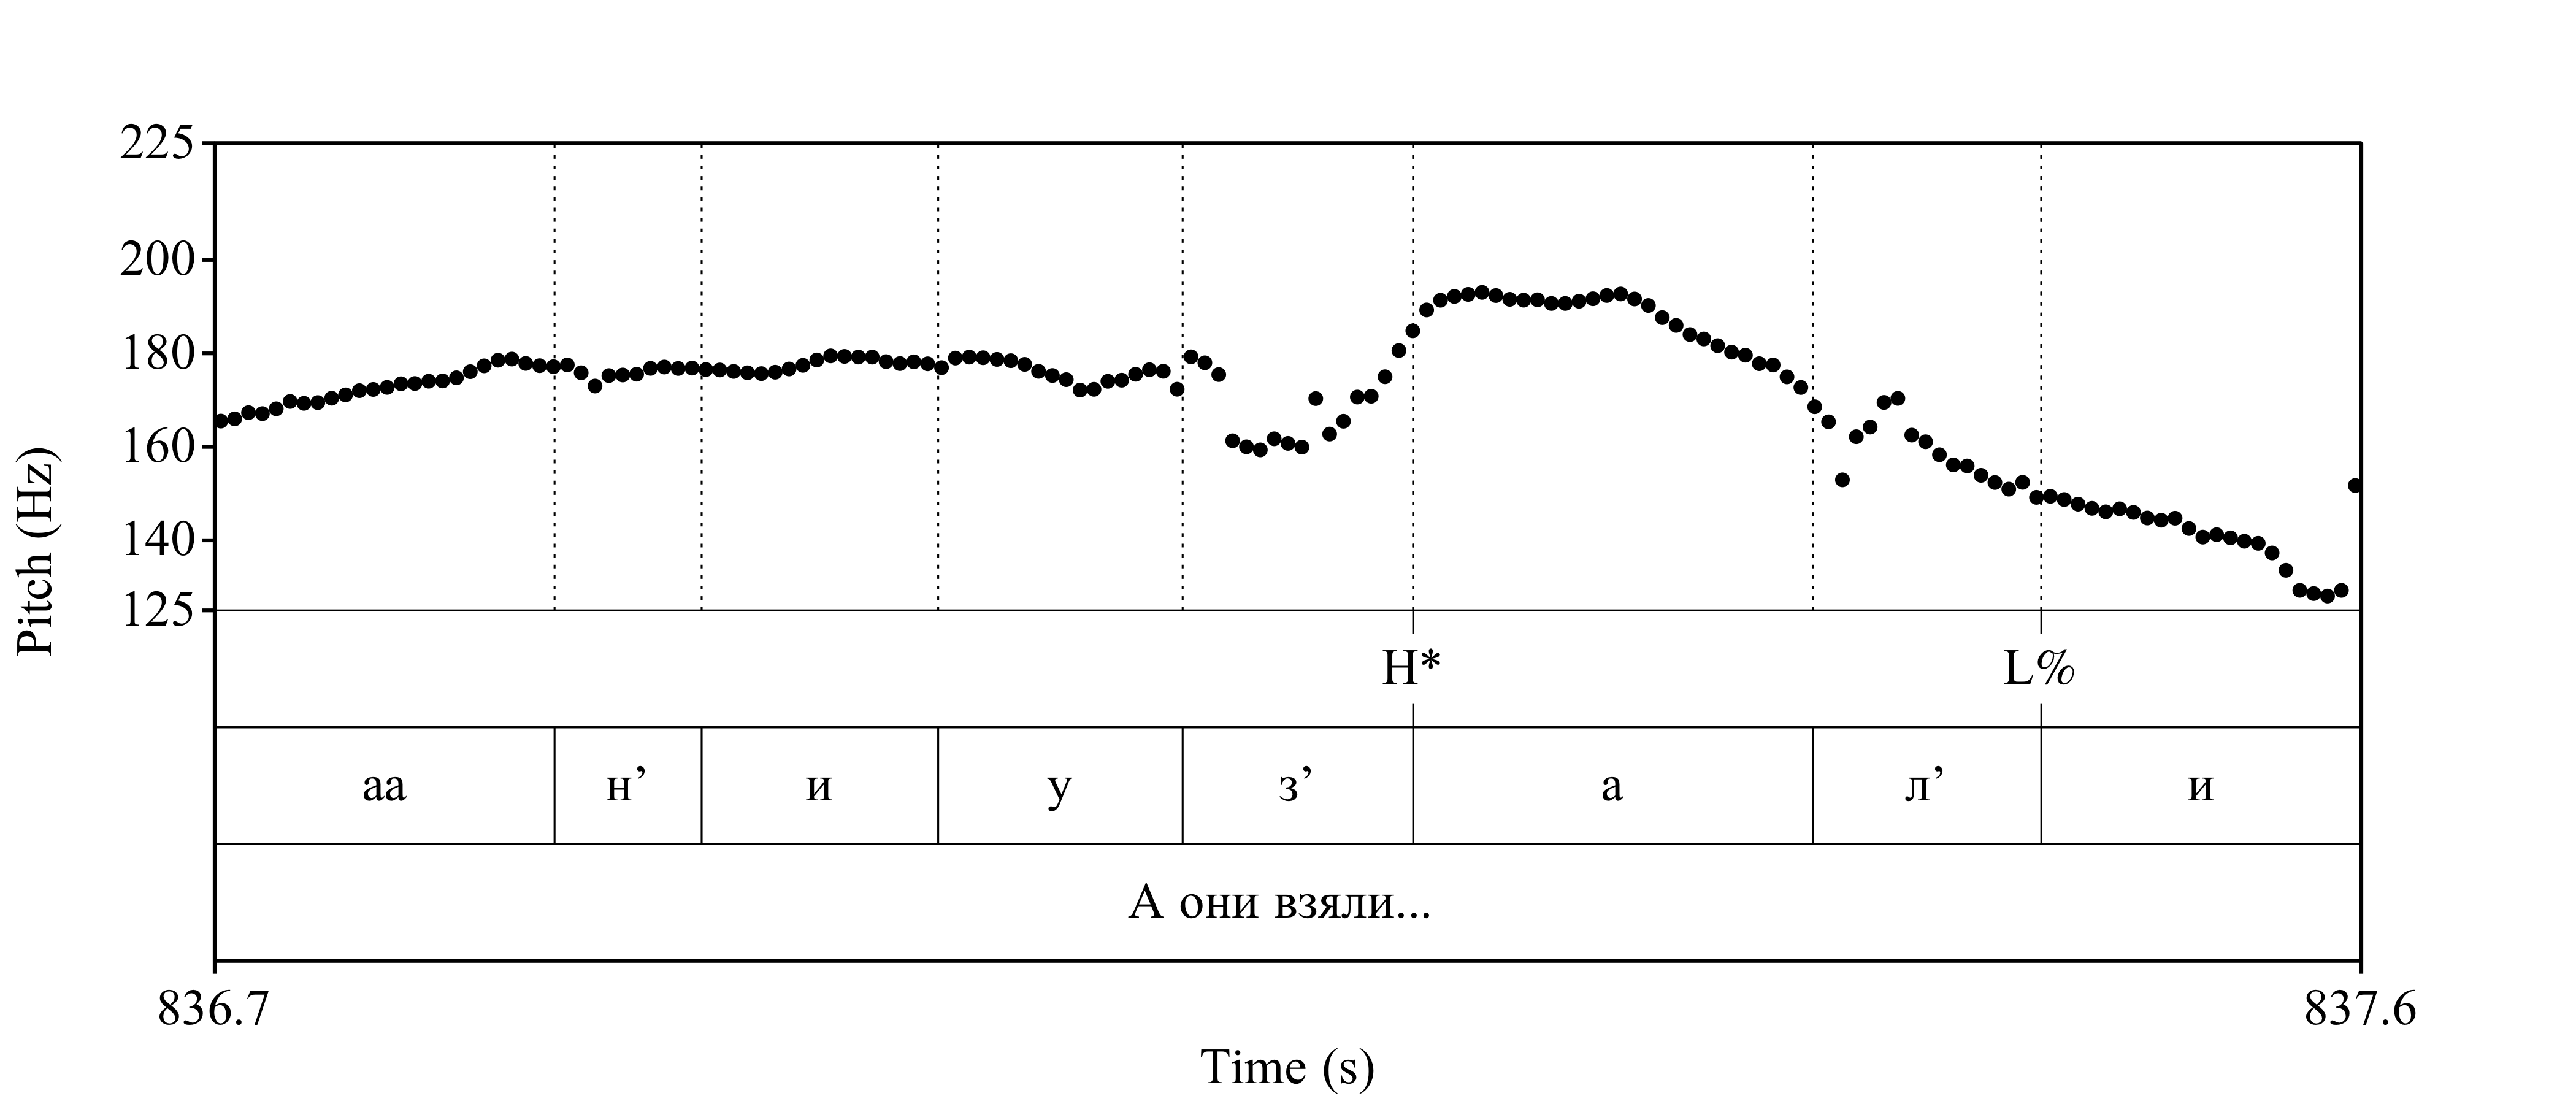 225
200
180
160
140
125
Pitch (Hz)
H* L%
аа н’ и у з’ а л’ и
А они взяли...
836.7 837.6
Time (s)